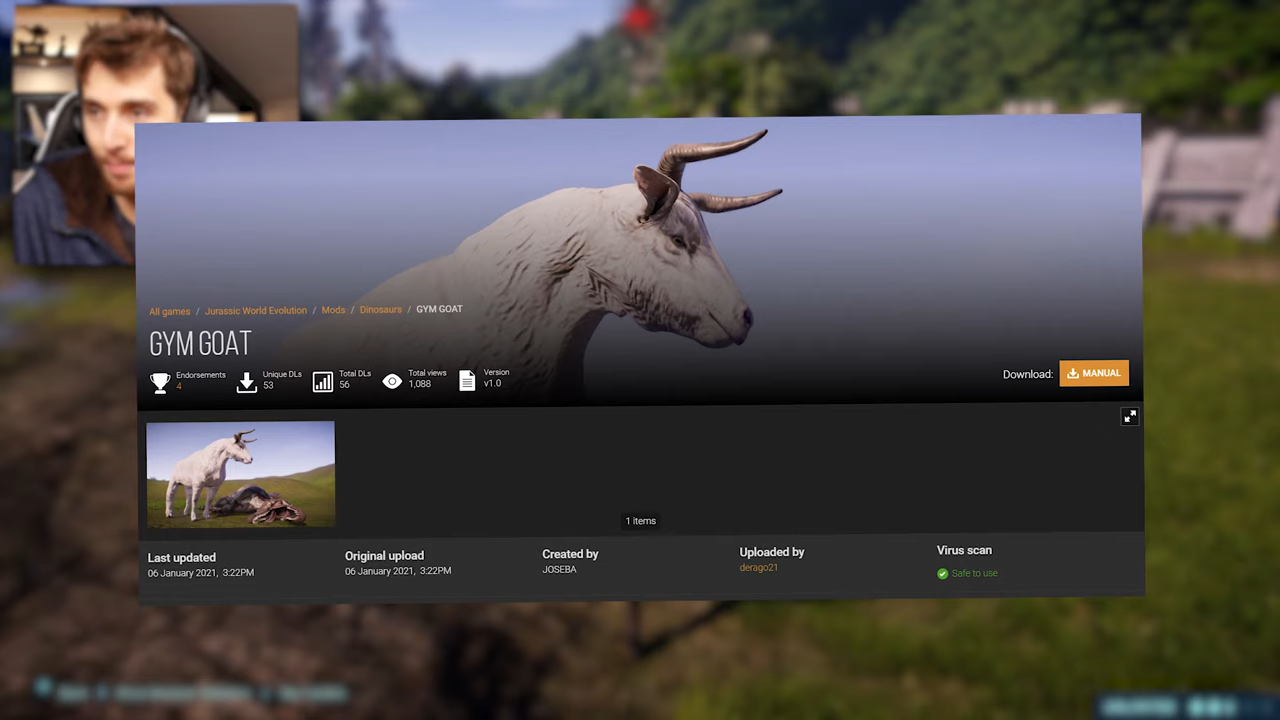 All games / Jurassic World Evolution / Mods / Dinosaurs / GYM GOAT
GYM GOAT
Endorsements
4
Unique DLs
53
Total DLs
56
Total views
1,088
Version
v1.0
Download: MANUAL
1 items
Last updated
06 January 2021, 3:22PM
Original upload
06 January 2021, 3:22PM
Created by
JOSEBA
Uploaded by
derago21
Virus scan
Safe to use